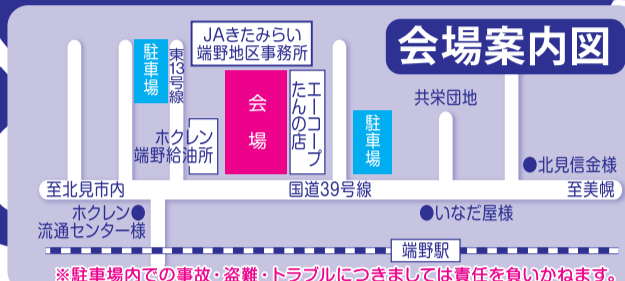 会場案内図
JAきたみらい
端野地区事務所
駐車場
東13号線
会場
エーコープ
たんの店
ホクレン
端野給油所
駐車場
共栄団地
●北見信金様
至北見市内
国道39号線
至美幌
ホクレン●
流通センター様
●いなだ屋様
端野駅
※駐車場内での事故・盗難・トラブルにつきましては責任を負いかねます。